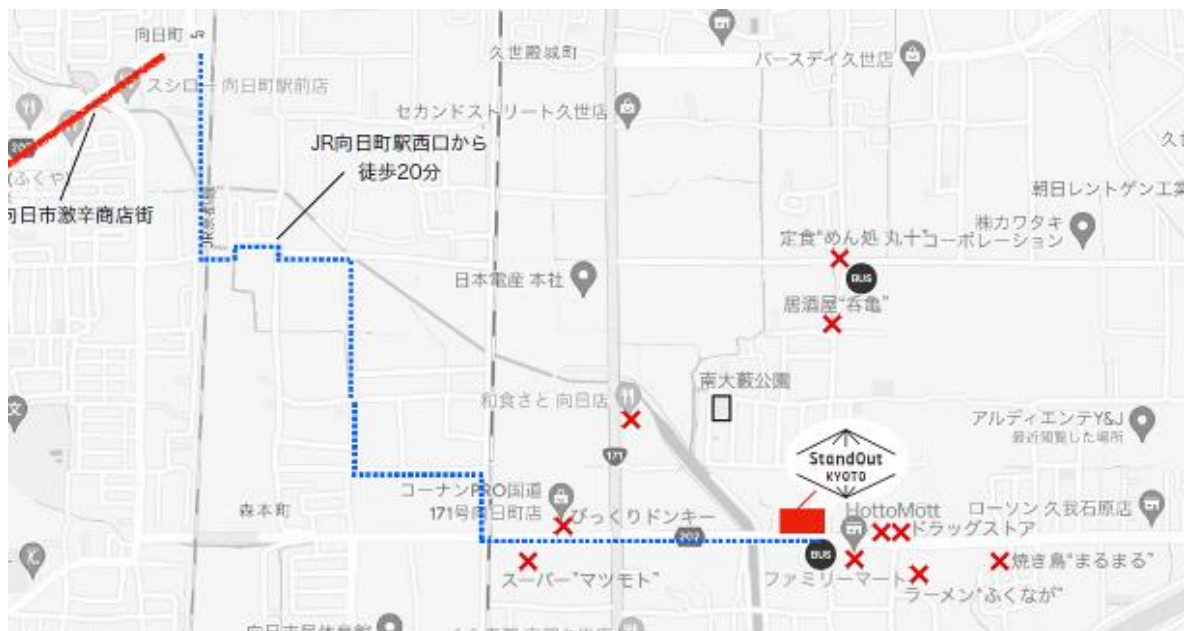 向日町 JR
久世殿城町
バースデイ久世店
スシロー 向日町駅前店
セカンドストリート久世店
JR向日町駅西口から
徒歩20分
(ふくや)
向日市激辛商店街
朝日レントゲン工業
㈱カワタキ
コーポレーション
定食"めん処 丸十"
BUS
日本電産 本社
居酒屋"呑亀"
南大薮公園
和食さと 向日店
アルディエンテY&J
最近閲覧した場所
StandOut
KYOTO
171
コーナンPRO国道
171号向日町店
びっくりドンキー
森本町
HottoMott
ローソン 久我石原店
ドラッグストア
202
BUS
スーパー"マツモト"
ファミリーマート
焼き鳥"まるまる"
ラーメン"ふくなが"